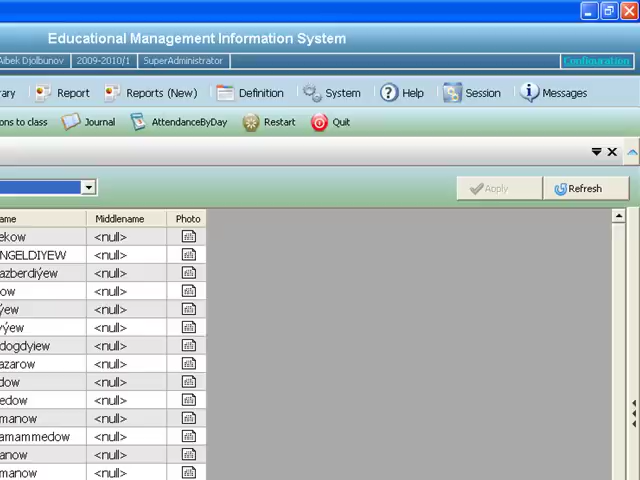 Educational Management Information System
Aibek Djolbunov 2009-2010/1 SuperAdministrator Configuration
rary Report Reports (New) Definition System Help Session Messages
ons to class Journal AttendanceByDay Restart Quit
Apply Refresh
ame Middlename Photo
ekow <null>
NGELDIYEW <null>
azberdiýew <null>
ow <null>
ýew <null>
yýew <null>
dogdyiew <null>
azarow <null>
dow <null>
edow <null>
manow <null>
amammedow <null>
anow <null>
manow <null>